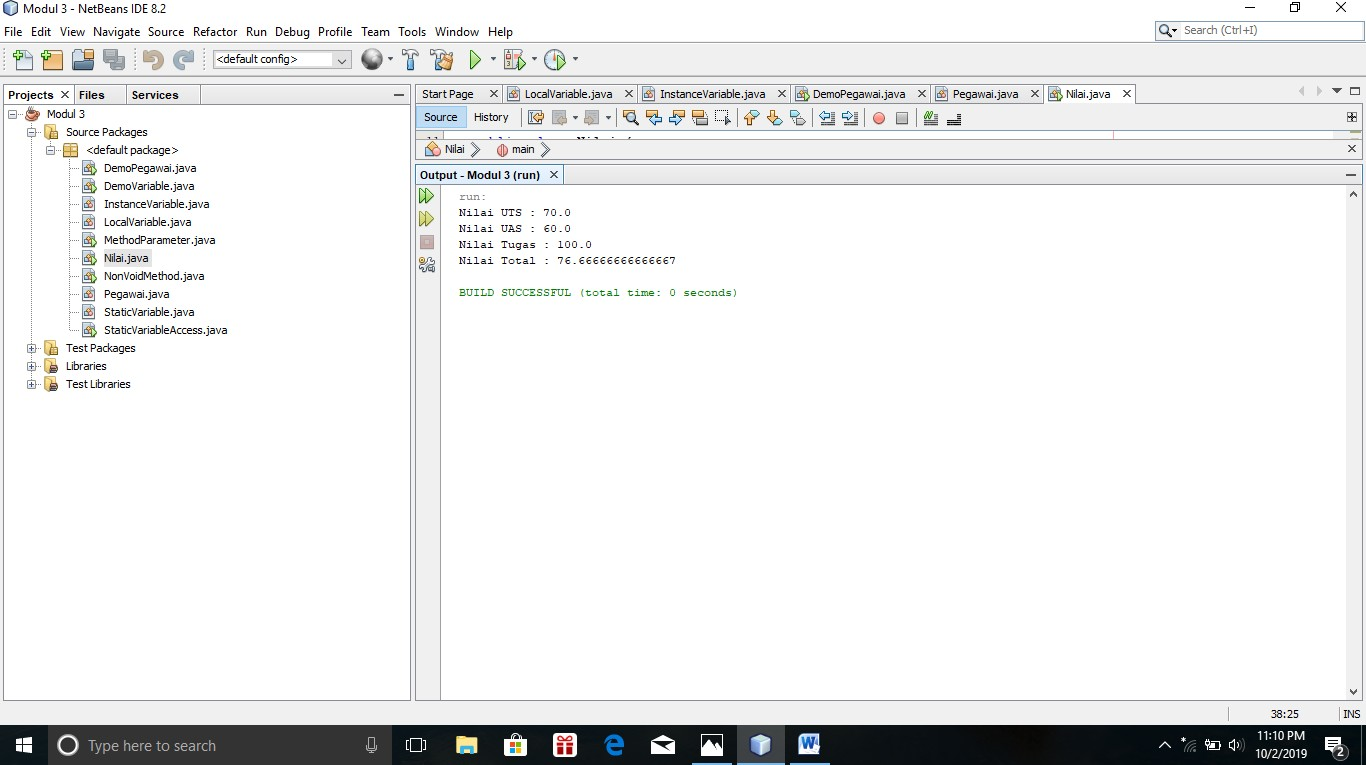 Modul 3 - NetBeans IDE 8.2
File Edit View Navigate Source Refactor Run Debug Profile Team Tools Window Help
Search (Ctrl+I)
<default config>
Projects Files Services
Start Page LocalVariable.java InstanceVariable.java DemoPegawai.java Pegawai.java Nilai.java
Source History
Nilai main
Modul 3
Source Packages
<default package>
DemoPegawai.java
DemoVariable.java
InstanceVariable.java
LocalVariable.java
MethodParameter.java
Nilai.java
NonVoidMethod.java
Pegawai.java
StaticVariable.java
StaticVariableAccess.java
Test Packages
Libraries
Test Libraries
Output - Modul 3 (run)
run:
Nilai UTS : 70.0
Nilai UAS : 60.0
Nilai Tugas : 100.0
Nilai Total : 76.66666666666667
BUILD SUCCESSFUL (total time: 0 seconds)
38:25 INS
Type here to search
11:10 PM
10/2/2019
2